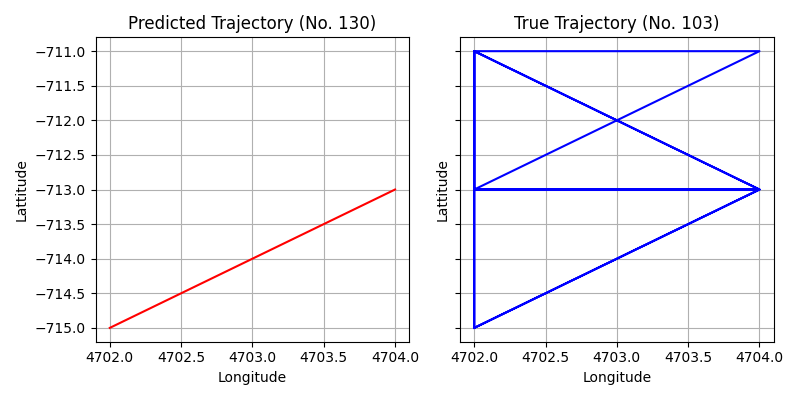 Predicted Trajectory (No. 130)
Lattitude
−711.0
−711.5
−712.0
−712.5
−713.0
−713.5
−714.0
−714.5
−715.0
4702.0 4702.5 4703.0 4703.5 4704.0
Longitude
True Trajectory (No. 103)
Lattitude
4702.0 4702.5 4703.0 4703.5 4704.0
Longitude